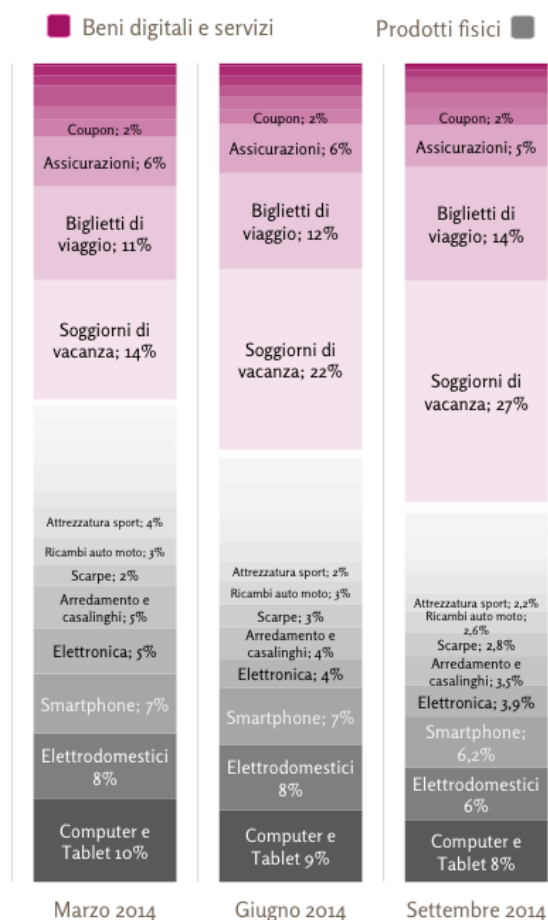 Beni digitali e servizi
Prodotti fisici
Coupon; 2%
Assicurazioni; 6%
Biglietti di
viaggio; 11%
Soggiorni di
vacanza; 14%
Attrezzatura sport; 4%
Ricambi auto moto; 3%
Scarpe; 2%
Arredamento e
casalinghi; 5%
Elettronica; 5%
Smartphone; 7%
Elettrodomestici
8%
Computer e
Tablet 10%
Marzo 2014
Coupon; 2%
Assicurazioni; 6%
Biglietti di
viaggio; 12%
Soggiorni di
vacanza; 22%
Attrezzatura sport; 2%
Ricambi auto moto; 3%
Scarpe; 3%
Arredamento e
casalinghi; 4%
Elettronica; 4%
Smartphone; 7%
Elettrodomestici
8%
Computer e
Tablet 9%
Giugno 2014
Coupon; 2%
Assicurazioni; 5%
Biglietti di
viaggio; 14%
Soggiorni di
vacanza; 27%
Attrezzatura sport; 2,2%
Ricambi auto moto;
2,6%
Scarpe; 2,8%
Arredamento e
casalinghi; 3,5%
Elettronica; 3,9%
Smartphone;
6,2%
Elettrodomestici
6%
Computer e
Tablet 8%
Settembre 2014